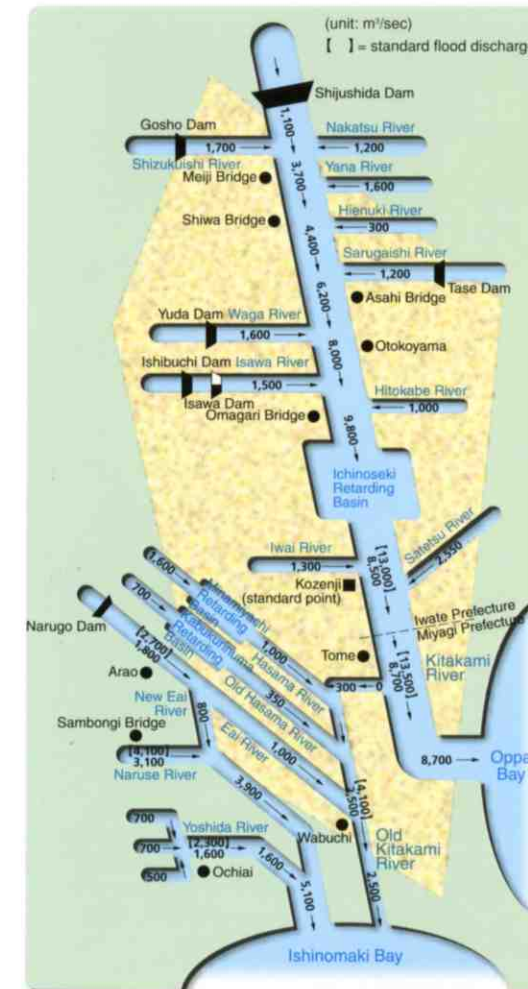 (unit: m³/sec)
【 】= standard flood discharge
Shijushida Dam
1,100
Gosho Dam
1,700
Shizukuishi River
Nakatsu River
1,200
Meiji Bridge
3,700
Yana River
1,600
Shiwa Bridge
4,400
Hienuki River
300
Sarugaishi River
1,200
Tase Dam
6,200
Asahi Bridge
Yuda Dam
Waga River
1,600
8,000
Otokoyama
Ishibuchi Dam
Isawa River
1,500
Isawa Dam
Hitokabe River
1,000
Omagari Bridge
9,800
Ichinoseki
Retarding
Basin
Iwai River
1,300
Satetsu River
2,550
【13,000】
8,500
Kozenji
(standard point)
Iwate Prefecture
Miyagi Prefecture
1,600
Retarding
Basin
Hasama River
1,000
700
Retarding
Basin
Old Hasama River
350
Tome
300
0
【13,500】
8,700
Kitakami
River
8,700
Oppa
Bay
Narugo Dam
【2,700】
1,800
Arao
New Eai
River
800
Eai River
1,000
Sambongi Bridge
【4,100】
3,100
Naruse River
3,900
【4,100】
2,500
Wabuchi
Old
Kitakami
River
2,500
700
700
500
Yoshida River
【2,300】
1,600
1,600
Ochiai
5,100
Ishinomaki Bay